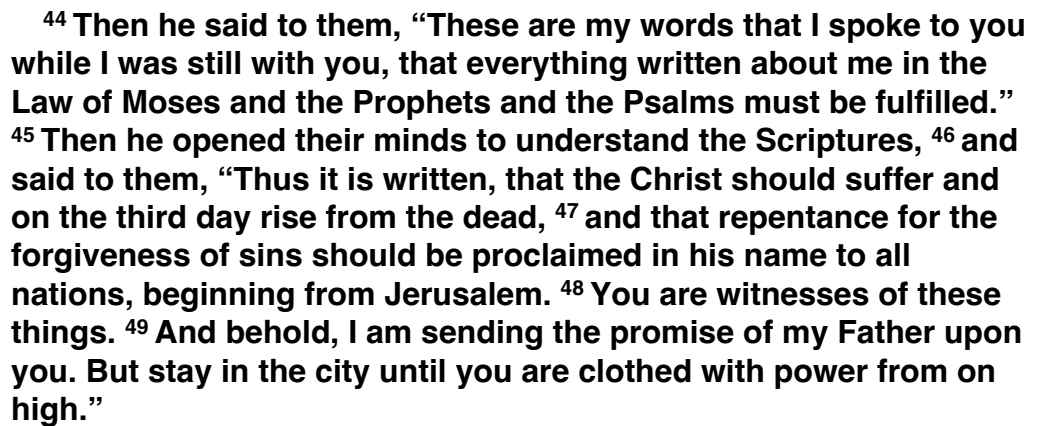 44 Then he said to them, “These are my words that I spoke to you
while I was still with you, that everything written about me in the
Law of Moses and the Prophets and the Psalms must be fulfilled.”
45 Then he opened their minds to understand the Scriptures, 46 and
said to them, “Thus it is written, that the Christ should suffer and
on the third day rise from the dead, 47 and that repentance for the
forgiveness of sins should be proclaimed in his name to all
nations, beginning from Jerusalem. 48 You are witnesses of these
things. 49 And behold, I am sending the promise of my Father upon
you. But stay in the city until you are clothed with power from on
high.”